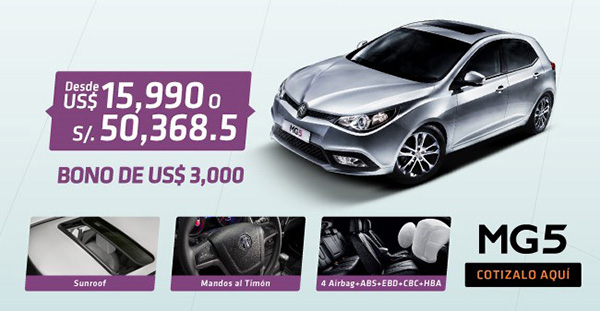 Desde
US$ 15,990 O
S/. 50,368.5
BONO DE US$ 3,000
MG5
Sunroof
Mandos al Timón
4 Airbag+ABS+EBD+CBC+HBA
MG5
COTIZALO AQUÍ